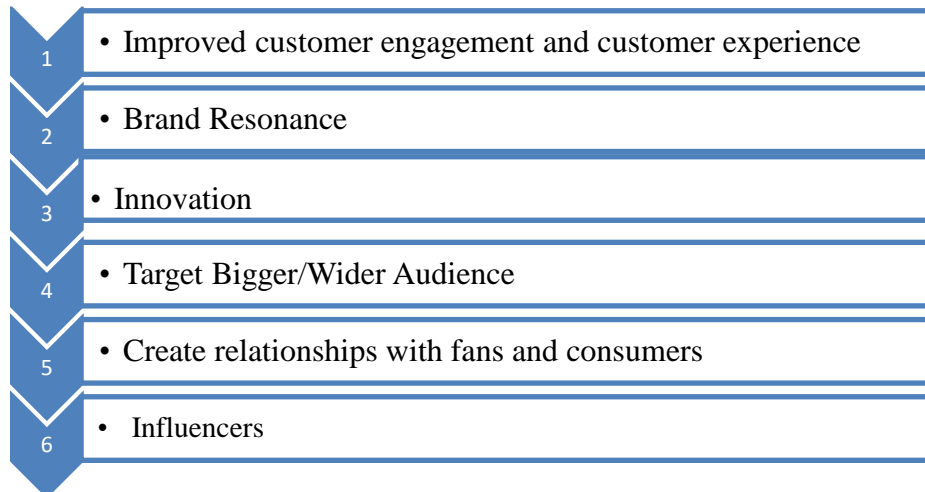 1
• Improved customer engagement and customer experience
2
• Brand Resonance
3
• Innovation
4
• Target Bigger/Wider Audience
5
• Create relationships with fans and consumers
6
• Influencers